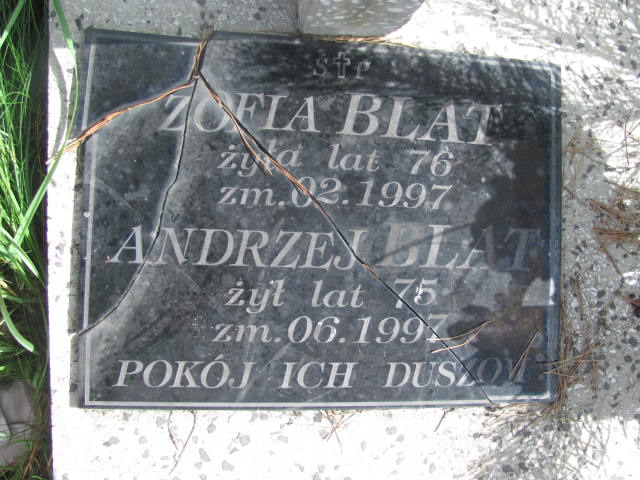 S † P
ZOFIA BLAT
żyła lat 76
zm.02.1997
ANDRZEJ BLAT
żył lat 75
zm.06.1997
POKÓJ ICH DUSZOM